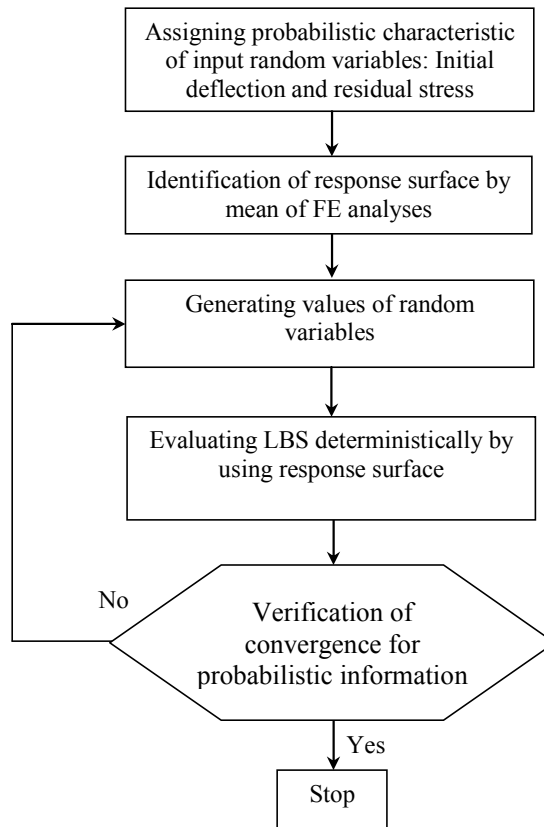 Assigning probabilistic characteristic
of input random variables: Initial
deflection and residual stress
Identification of response surface by
mean of FE analyses
Generating values of random
variables
Evaluating LBS deterministically by
using response surface
No
Verification of
convergence for
probabilistic information
Yes
Stop